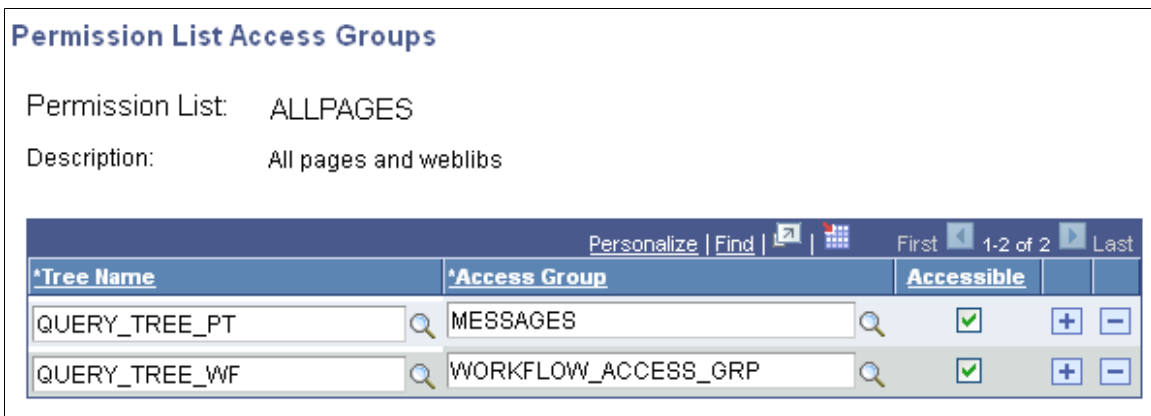 Permission List Access Groups
Permission List: ALLPAGES
Description: All pages and weblibs
Personalize | Find | | First 1-2 of 2 Last
*Tree Name *Access Group Accessible
QUERY_TREE_PT MESSAGES
QUERY_TREE_WF WORKFLOW_ACCESS_GRP